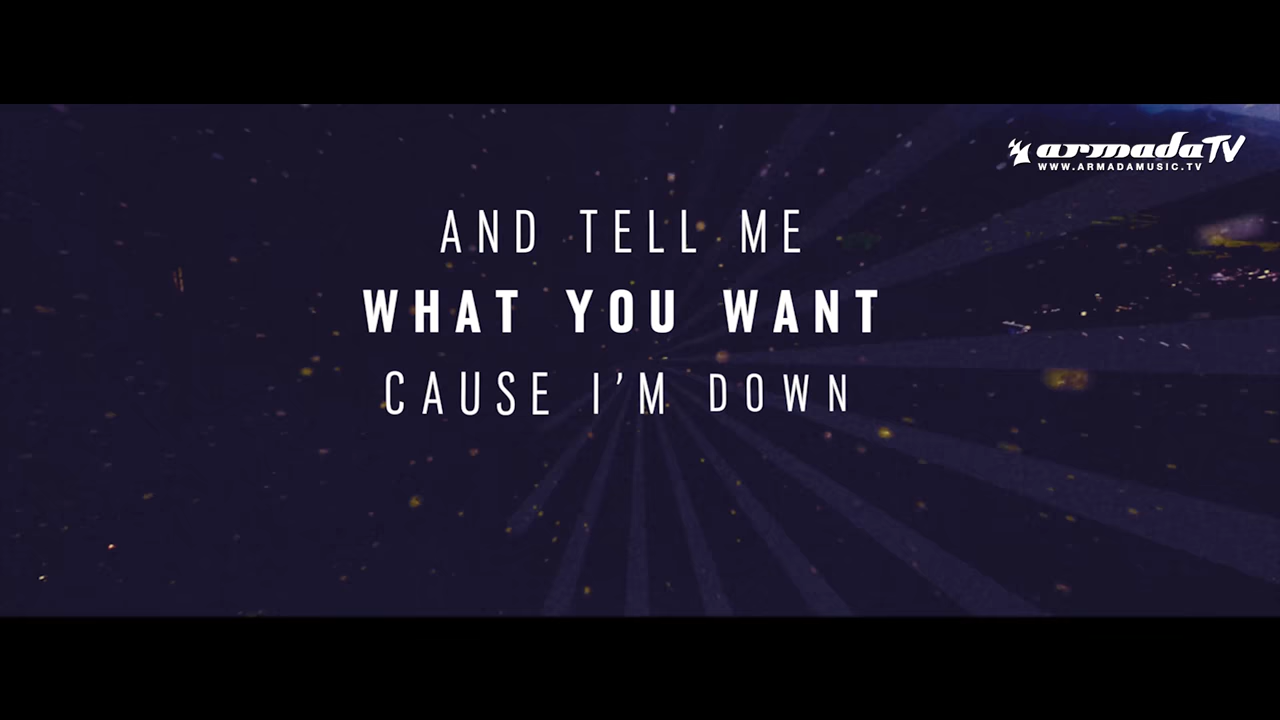 armadaTV
WWW.ARMADAMUSIC.TV
AND TELL ME
WHAT YOU WANT
CAUSE I'M DOWN